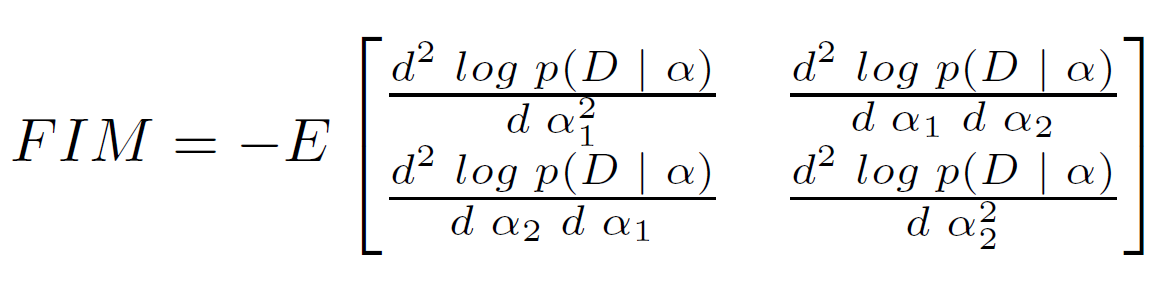 FIM = −E [ d² log p(D | α) / d α₁²    d² log p(D | α) / d α₁ d α₂
d² log p(D | α) / d α₂ d α₁    d² log p(D | α) / d α₂² ]